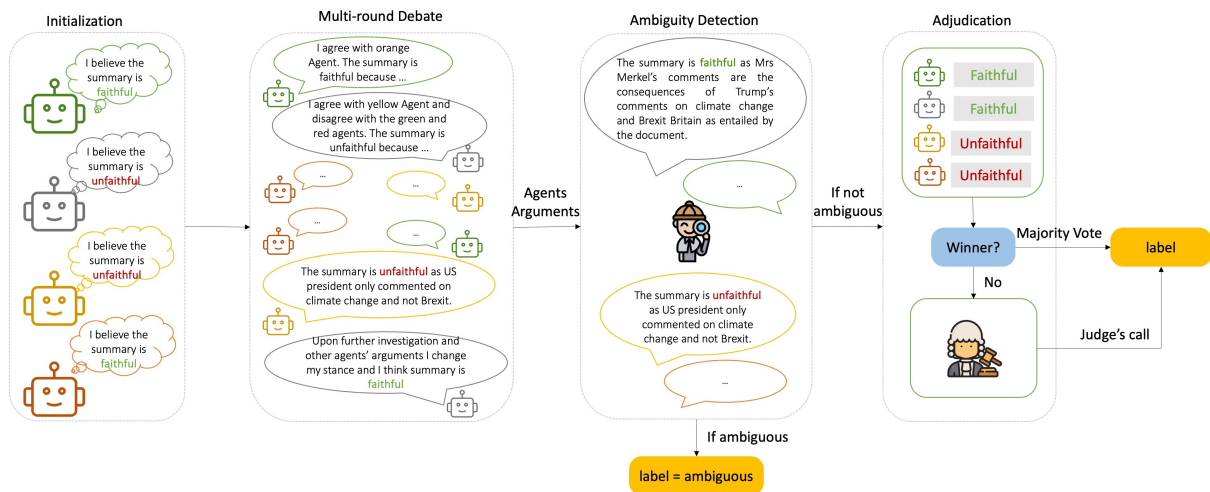 Initialization
I believe the
summary is
faithful
I believe the
summary is
unfaithful
I believe the
summary is
unfaithful
I believe the
summary is
faithful
Multi-round Debate
I agree with orange
Agent. The summary is
faithful because ...
I agree with yellow Agent and
disagree with the green and
red agents. The summary is
unfaithful because ...
...
...
...
...
The summary is unfaithful as US
president only commented on
climate change and not Brexit.
Upon further investigation and
other agents' arguments I change
my stance and I think summary is
faithful
Agents
Arguments
Ambiguity Detection
The summary is faithful as Mrs
Merkel's comments are the
consequences of Trump's
comments on climate change
and Brexit Britain as entailed by
the document.
...
The summary is unfaithful
as US president only
commented on climate
change and not Brexit.
...
If ambiguous
label = ambiguous
If not
ambiguous
Adjudication
Faithful
Faithful
Unfaithful
Unfaithful
Winner?
Majority Vote
label
No
Judge's call